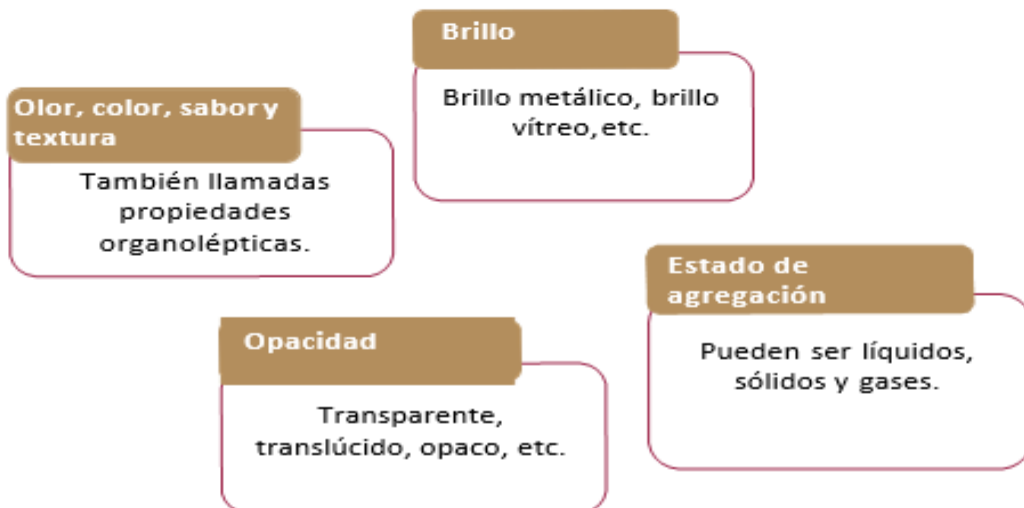 Brillo
Brillo metálico, brillo
vítreo, etc.
Olor, color, sabor y
textura
También llamadas
propiedades
organolépticas.
Estado de
agregación
Pueden ser líquidos,
sólidos y gases.
Opacidad
Transparente,
translúcido, opaco, etc.